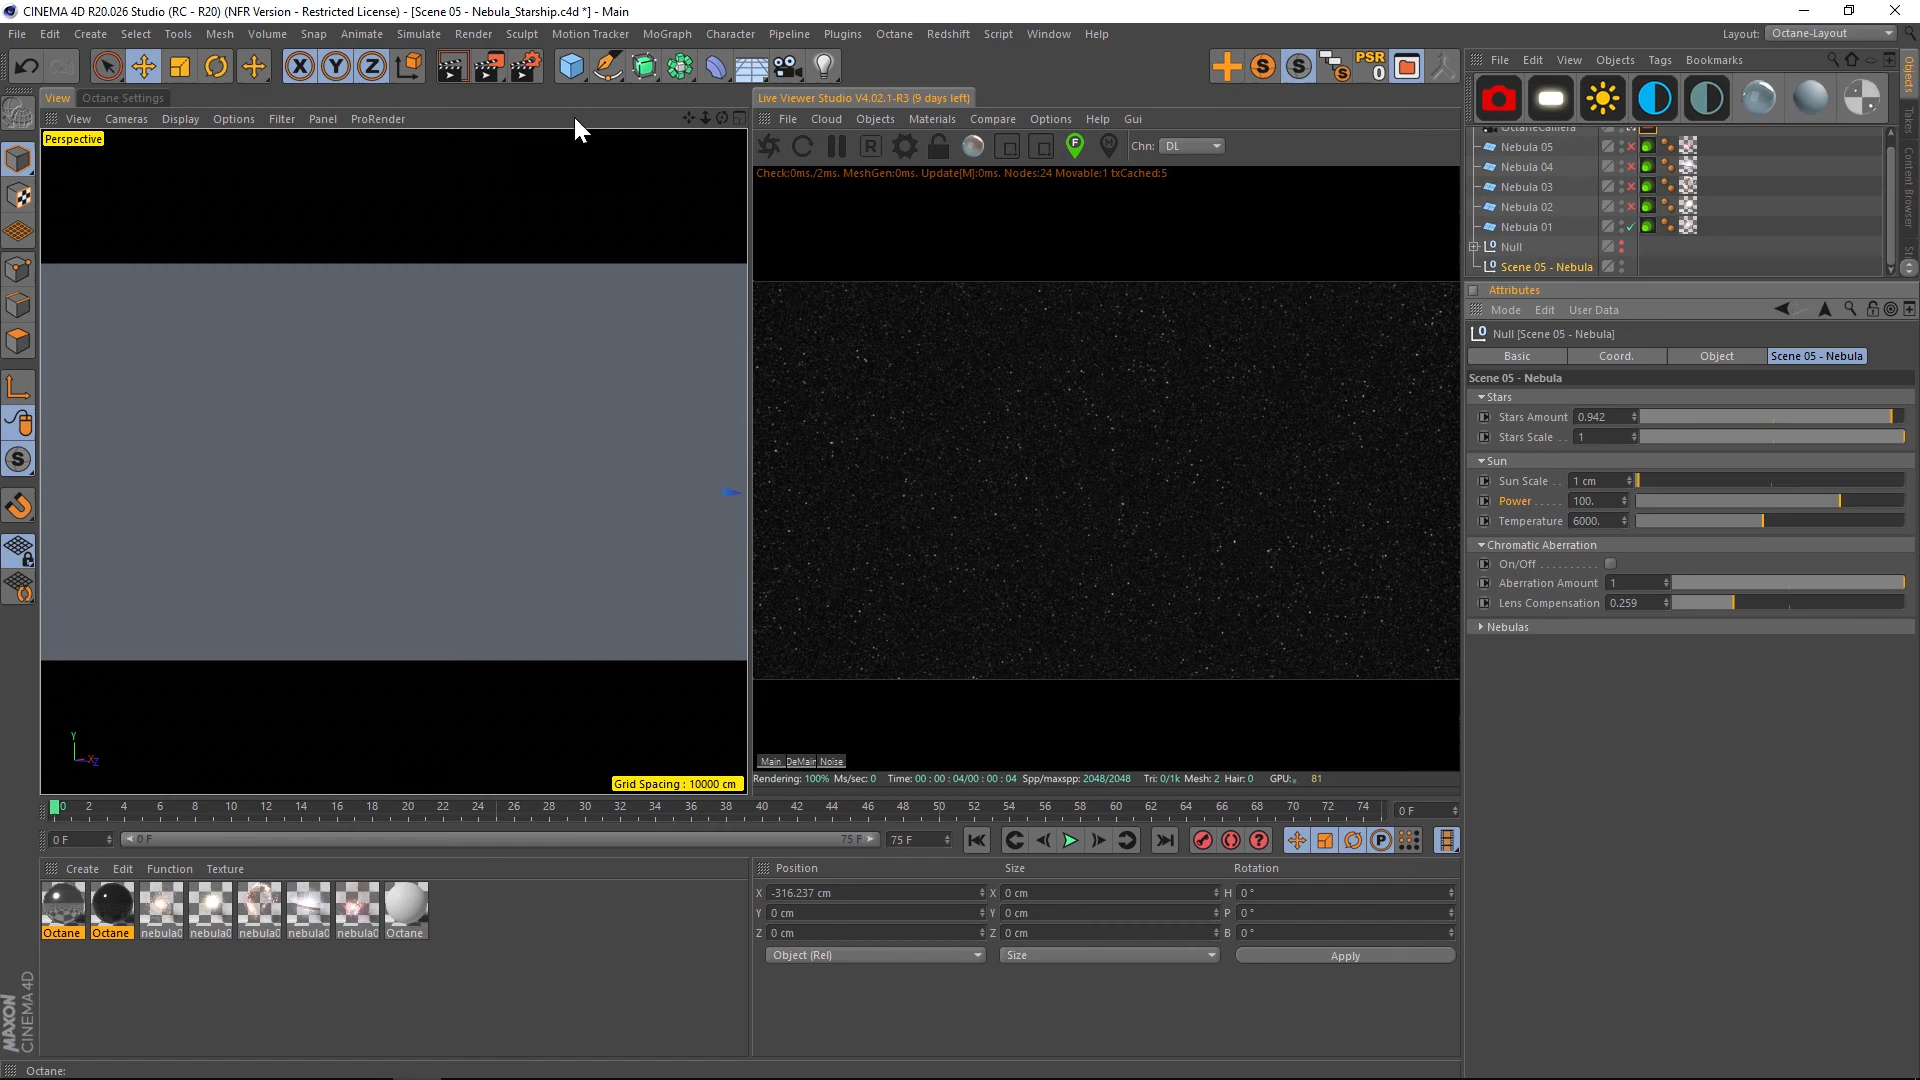 CINEMA 4D R20.026 Studio (RC - R20) (NFR Version - Restricted License) - [Scene 05 - Nebula_Starship.c4d *] - Main
File Edit Create Select Tools Mesh Volume Snap Animate Simulate Render Sculpt Motion Tracker MoGraph Character Pipeline Plugins Octane Redshift Script Window Help
Layout: Octane-Layout
PSR
0
File Edit View Objects Tags Bookmarks
View Octane Settings
View Cameras Display Options Filter Panel ProRender
Perspective
Grid Spacing : 10000 cm
Y
X
Z
Live Viewer Studio V4.02.1-R3 (9 days left)
File Cloud Objects Materials Compare Options Help Gui
Chn: DL
Check:0ms./2ms. MeshGen:0ms. Update[M]:0ms. Nodes:24 Movable:1 txCached:5
Main DeMain Noise
Rendering: 100% Ms/sec: 0 Time: 00 : 00 : 04/00 : 00 : 04 Spp/maxspp: 2048/2048 Tri: 0/1k Mesh: 2 Hair: 0 GPU: 81
OctaneCamera
Nebula 05
Nebula 04
Nebula 03
Nebula 02
Nebula 01
Null
Scene 05 - Nebula
Objects
Takes
Content Browser
Attributes
Mode Edit User Data
Null [Scene 05 - Nebula]
Basic Coord. Object Scene 05 - Nebula
Scene 05 - Nebula
Stars
Stars Amount 0.942
Stars Scale . . 1
Sun
Sun Scale . . 1 cm
Power . . . . . 100.
Temperature 6000.
Chromatic Aberration
On/Off . . . . . . . . . .
Aberration Amount 1
Lens Compensation 0.259
Nebulas
0 2 4 6 8 10 12 14 16 18 20 22 24 26 28 30 32 34 36 38 40 42 44 46 48 50 52 54 56 58 60 62 64 66 68 70 72 74
0 F
0 F 0 F 75 F 75 F
Create Edit Function Texture
Octane Octane nebula0 nebula0 nebula0 nebula0 nebula0 Octane
Position Size Rotation
X -316.237 cm X 0 cm H 0 °
Y 0 cm Y 0 cm P 0 °
Z 0 cm Z 0 cm B 0 °
Object (Rel) Size Apply
MAXON
CINEMA 4D
Octane: